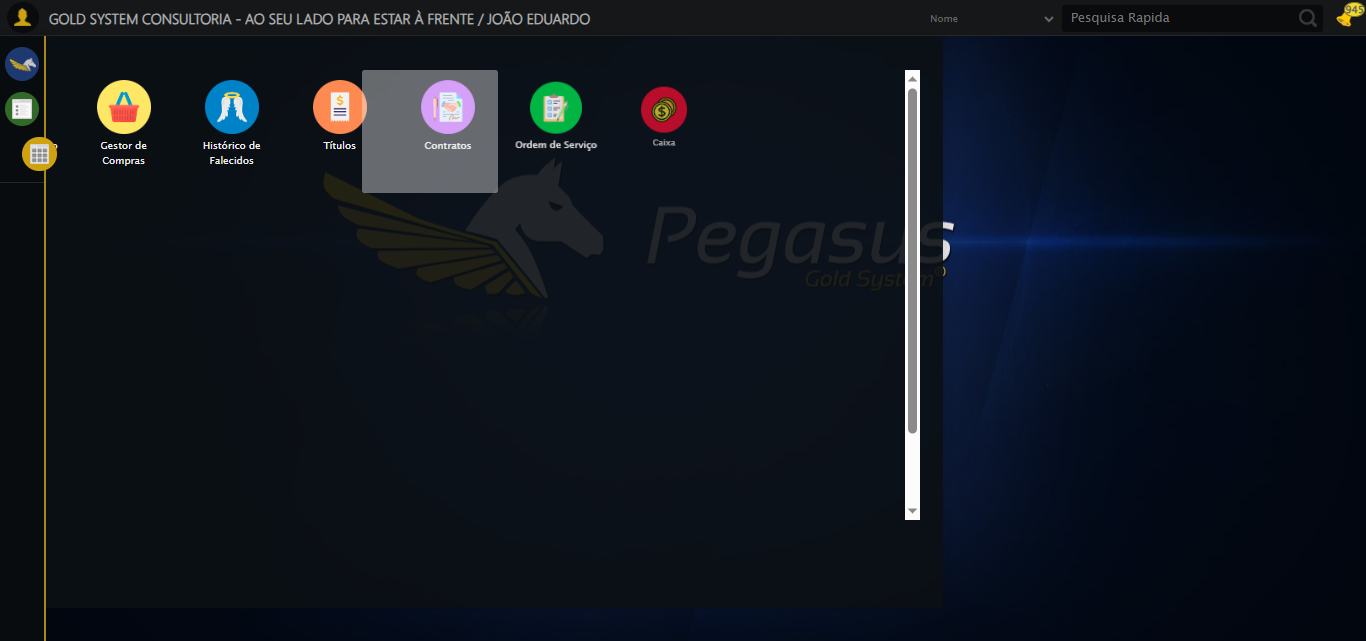 GOLD SYSTEM CONSULTORIA - AO SEU LADO PARA ESTAR À FRENTE / JOÃO EDUARDO
Nome
Pesquisa Rapida
945
Gestor de
Compras
Histórico de
Falecidos
Títulos
Contratos
Ordem de Serviço
Caixa
Pegasus
Gold System®